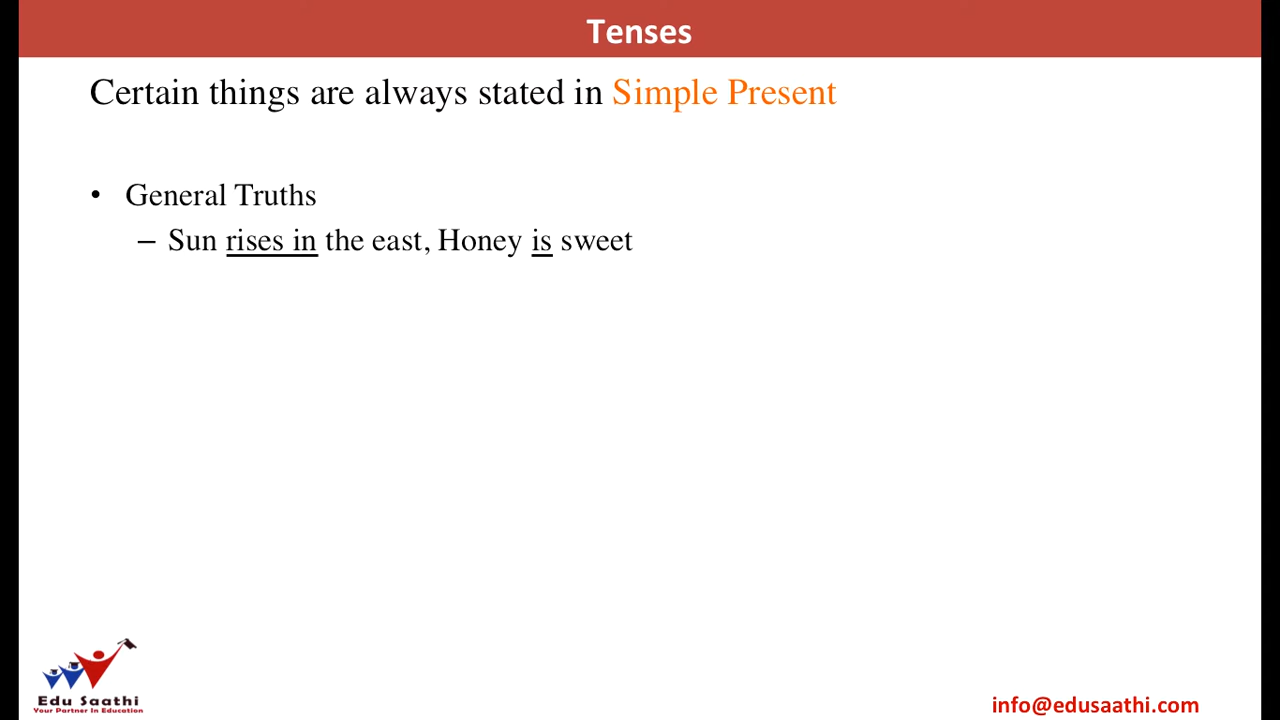 Tenses
Certain things are always stated in Simple Present
• General Truths
– Sun rises in the east, Honey is sweet
Edu Saathi
Your Partner In Education
info@edusaathi.com